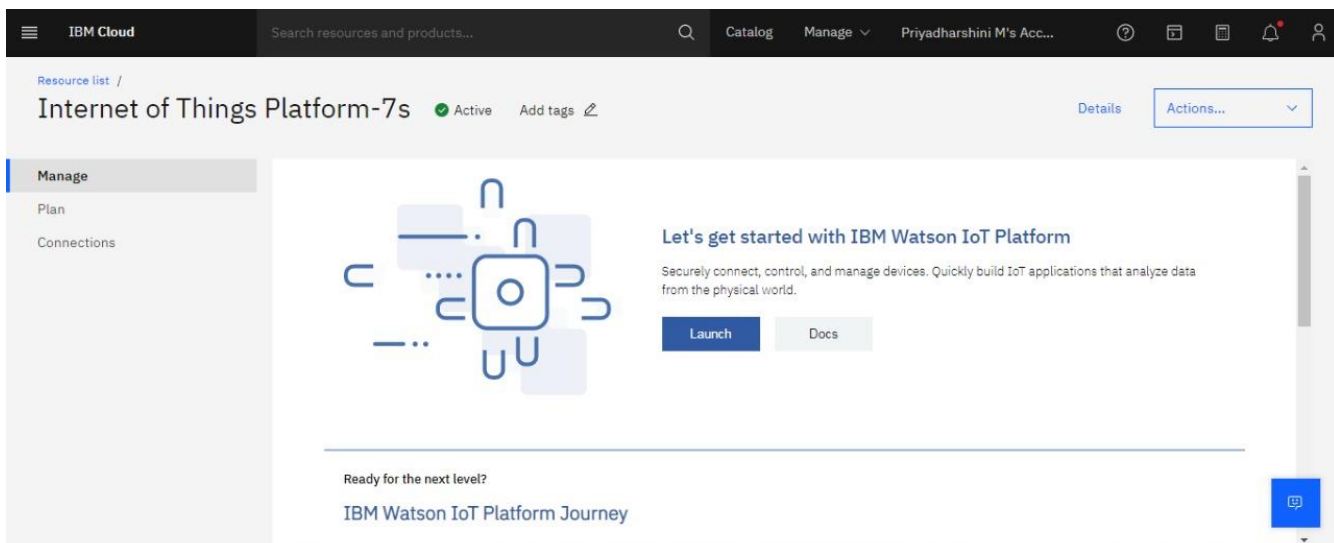 IBM Cloud
Search resources and products...
Catalog
Manage
Priyadharshini M's Acc...
Resource list /
Internet of Things Platform-7s
Active
Add tags
Details
Actions...
Manage
Plan
Connections
Let's get started with IBM Watson IoT Platform
Securely connect, control, and manage devices. Quickly build IoT applications that analyze data
from the physical world.
Launch
Docs
Ready for the next level?
IBM Watson IoT Platform Journey